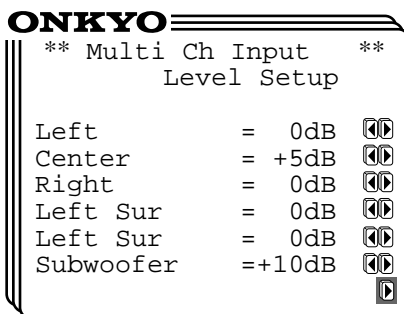 ONKYO
** Multi Ch Input **
Level Setup
Left = 0dB
Center = +5dB
Right = 0dB
Left Sur = 0dB
Left Sur = 0dB
Subwoofer =+10dB